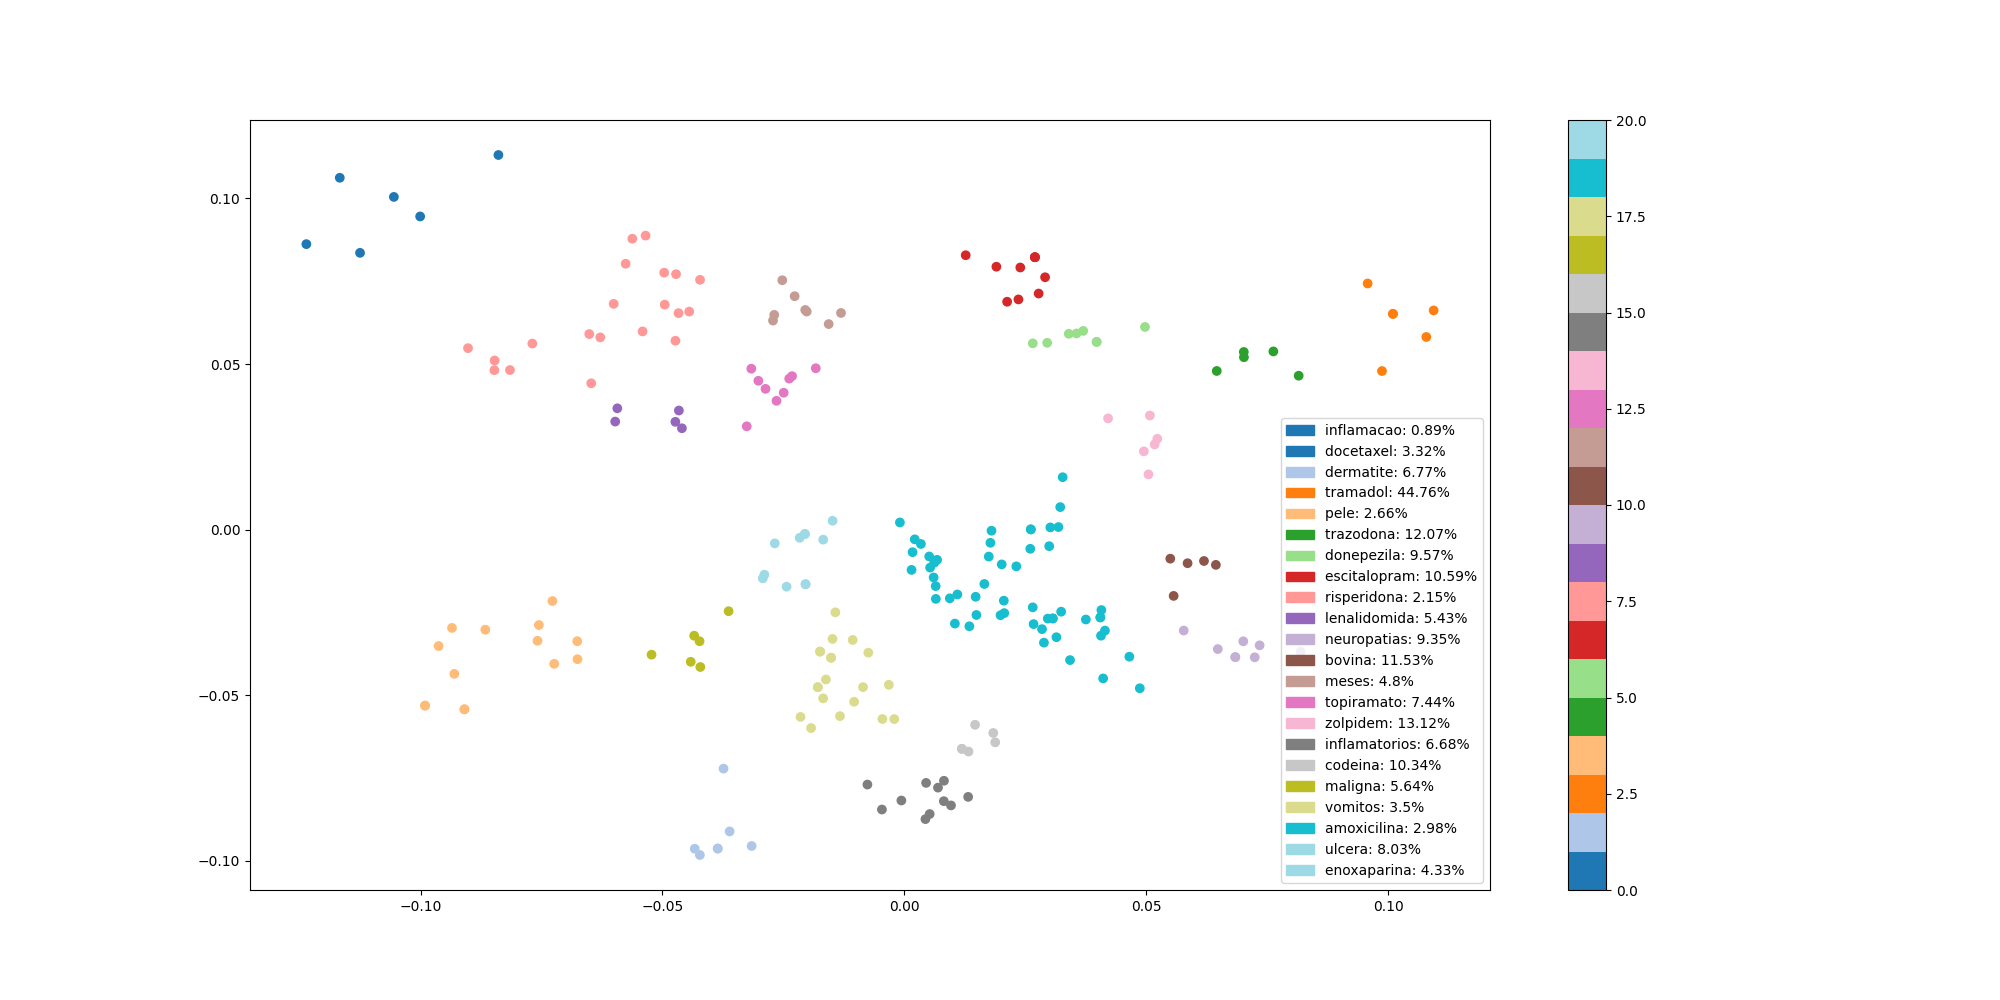 0.10
0.05
0.00
−0.05
−0.10
−0.10
−0.05
0.00
0.05
0.10
inflamacao: 0.89%
docetaxel: 3.32%
dermatite: 6.77%
tramadol: 44.76%
pele: 2.66%
trazodona: 12.07%
donepezila: 9.57%
escitalopram: 10.59%
risperidona: 2.15%
lenalidomida: 5.43%
neuropatias: 9.35%
bovina: 11.53%
meses: 4.8%
topiramato: 7.44%
zolpidem: 13.12%
inflamatorios: 6.68%
codeina: 10.34%
maligna: 5.64%
vomitos: 3.5%
amoxicilina: 2.98%
ulcera: 8.03%
enoxaparina: 4.33%
20.0
17.5
15.0
12.5
10.0
7.5
5.0
2.5
0.0